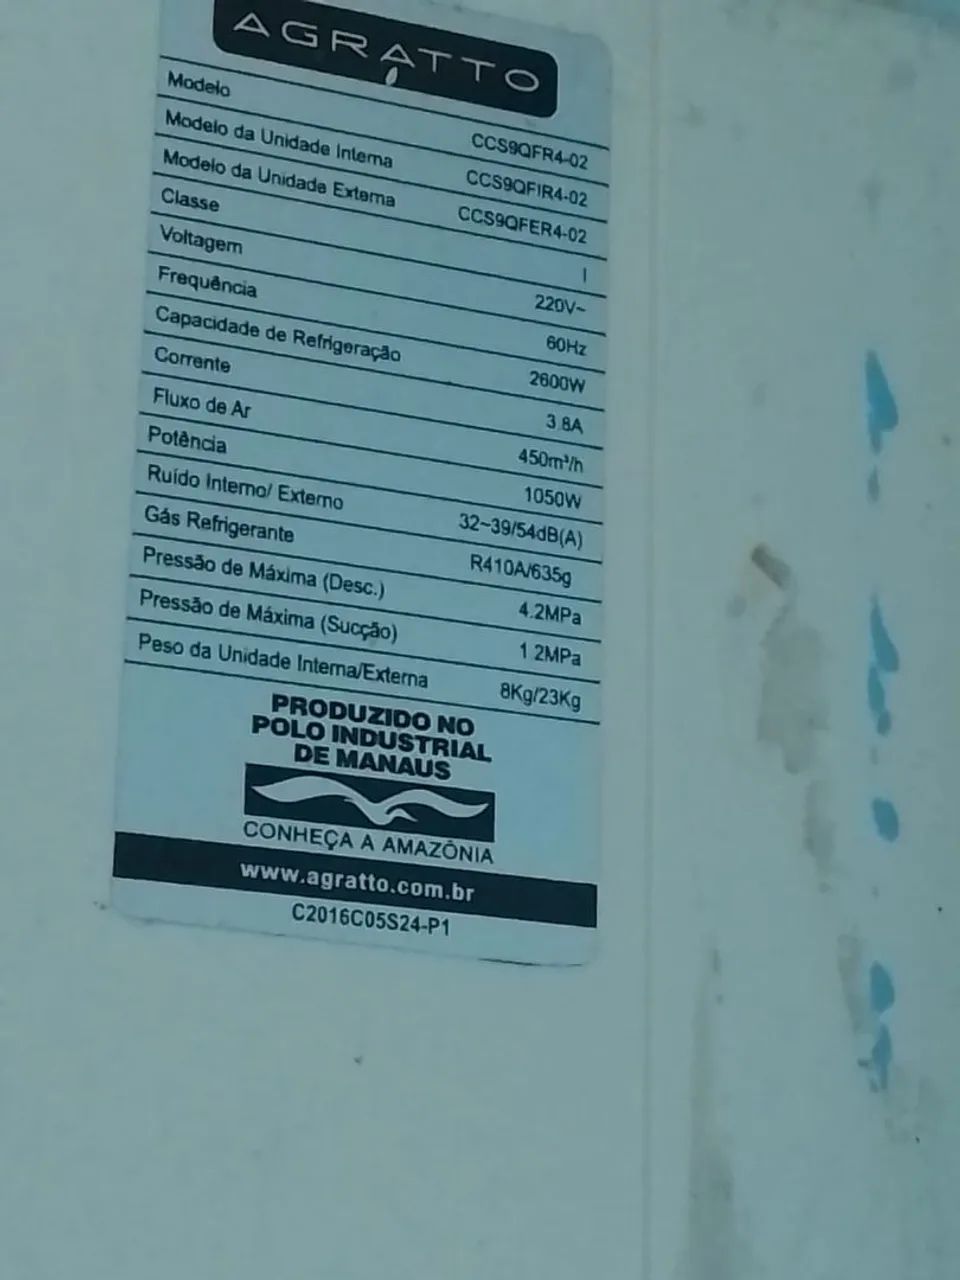 AGRATTO
Modelo CCS9QFR4-02
Modelo da Unidade Interna CCS9QFIR4-02
Modelo da Unidade Externa CCS9QFER4-02
Classe I
Voltagem 220V~
Frequência 60Hz
Capacidade de Refrigeração 2600W
Corrente 3.8A
Fluxo de Ar 450m³/h
Potência 1050W
Ruído Interno/ Externo 32~39/54dB(A)
Gás Refrigerante R410A/635g
Pressão de Máxima (Desc.) 4.2MPa
Pressão de Máxima (Sucção) 1.2MPa
Peso da Unidade Interna/Externa 8Kg/23Kg
PRODUZIDO NO
POLO INDUSTRIAL
DE MANAUS
CONHEÇA A AMAZÔNIA
www.agratto.com.br
C2016C05S24-P1